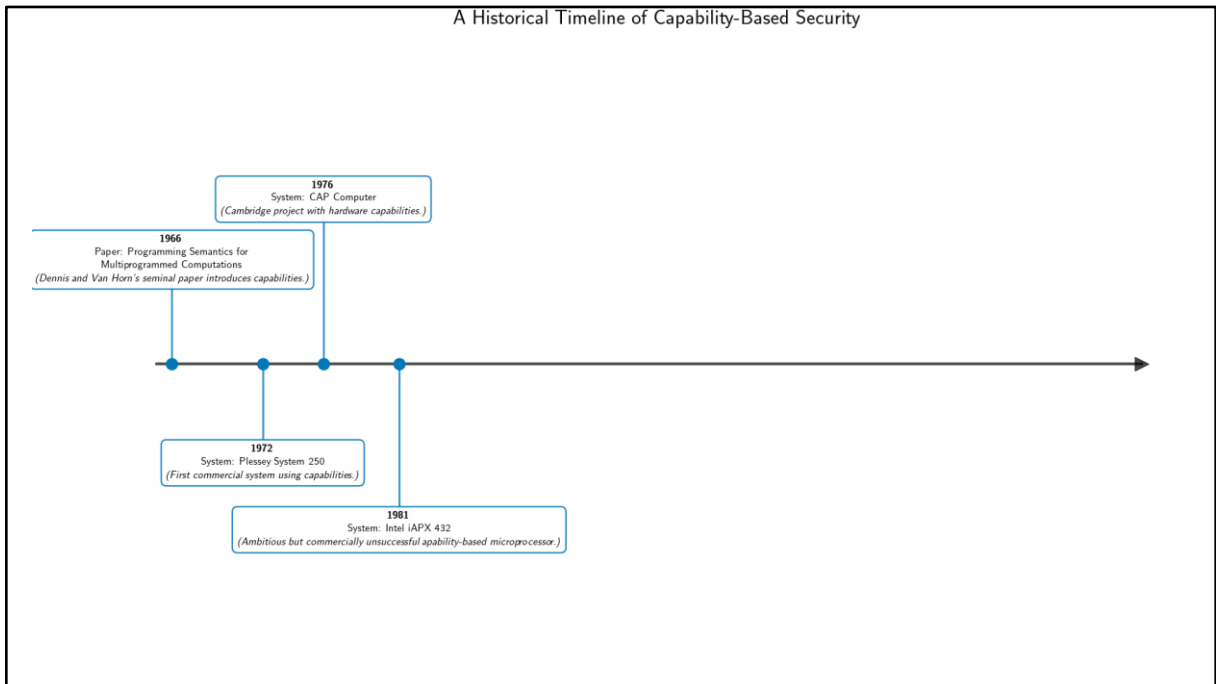 A Historical Timeline of Capability-Based Security
1976
System: CAP Computer
(Cambridge project with hardware capabilities.)
1966
Paper: Programming Semantics for
Multiprogrammed Computations
(Dennis and Van Horn's seminal paper introduces capabilities.)
1972
System: Plessey System 250
(First commercial system using capabilities.)
1981
System: Intel iAPX 432
(Ambitious but commercially unsuccessful apability-based microprocessor.)